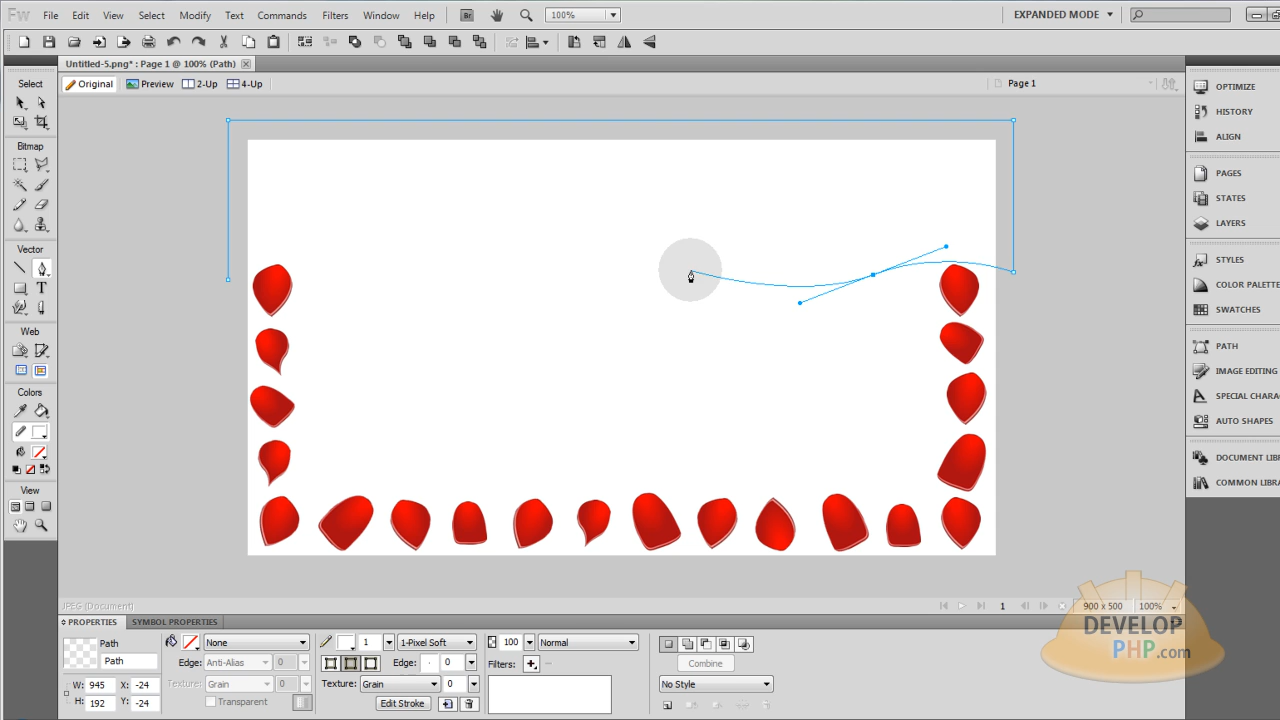 Fw File Edit View Select Modify Text Commands Filters Window Help Br 100% EXPANDED MODE
Untitled-5.png* : Page 1 @ 100% (Path)
Original Preview 2-Up 4-Up Page 1
Select
Bitmap
Vector
T
Web
Colors
View
OPTIMIZE
HISTORY
ALIGN
PAGES
STATES
LAYERS
STYLES
COLOR PALETTE
SWATCHES
PATH
IMAGE EDITING
SPECIAL CHARA
AUTO SHAPES
DOCUMENT LIB
COMMON LIBR
JPEG (Document) 1 900 x 500 100%
DEVELOP
PHP.com
PROPERTIES SYMBOL PROPERTIES
Path None 1 1-Pixel Soft 100 Normal
Path Edge: Anti-Alias 0 Edge: 0 Filters: Combine
W: 945 X: -24 Texture: Grain 0 Texture: Grain 0 No Style
H: 192 Y: -24 Transparent Edit Stroke